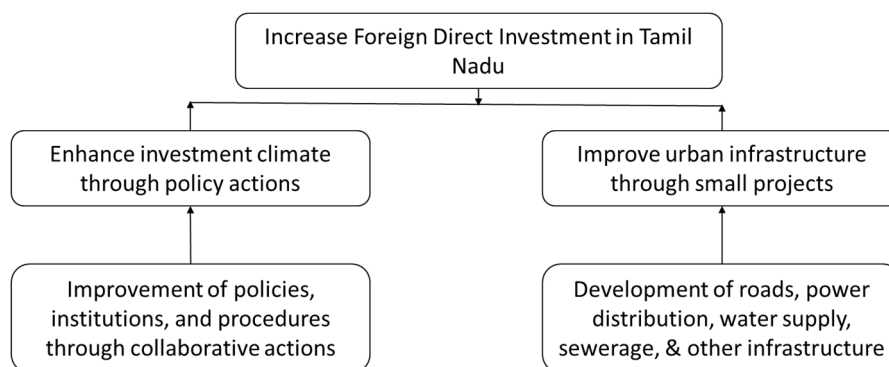 Increase Foreign Direct Investment in Tamil
Nadu
Enhance investment climate
through policy actions
Improve urban infrastructure
through small projects
Improvement of policies,
institutions, and procedures
through collaborative actions
Development of roads, power
distribution, water supply,
sewerage, & other infrastructure